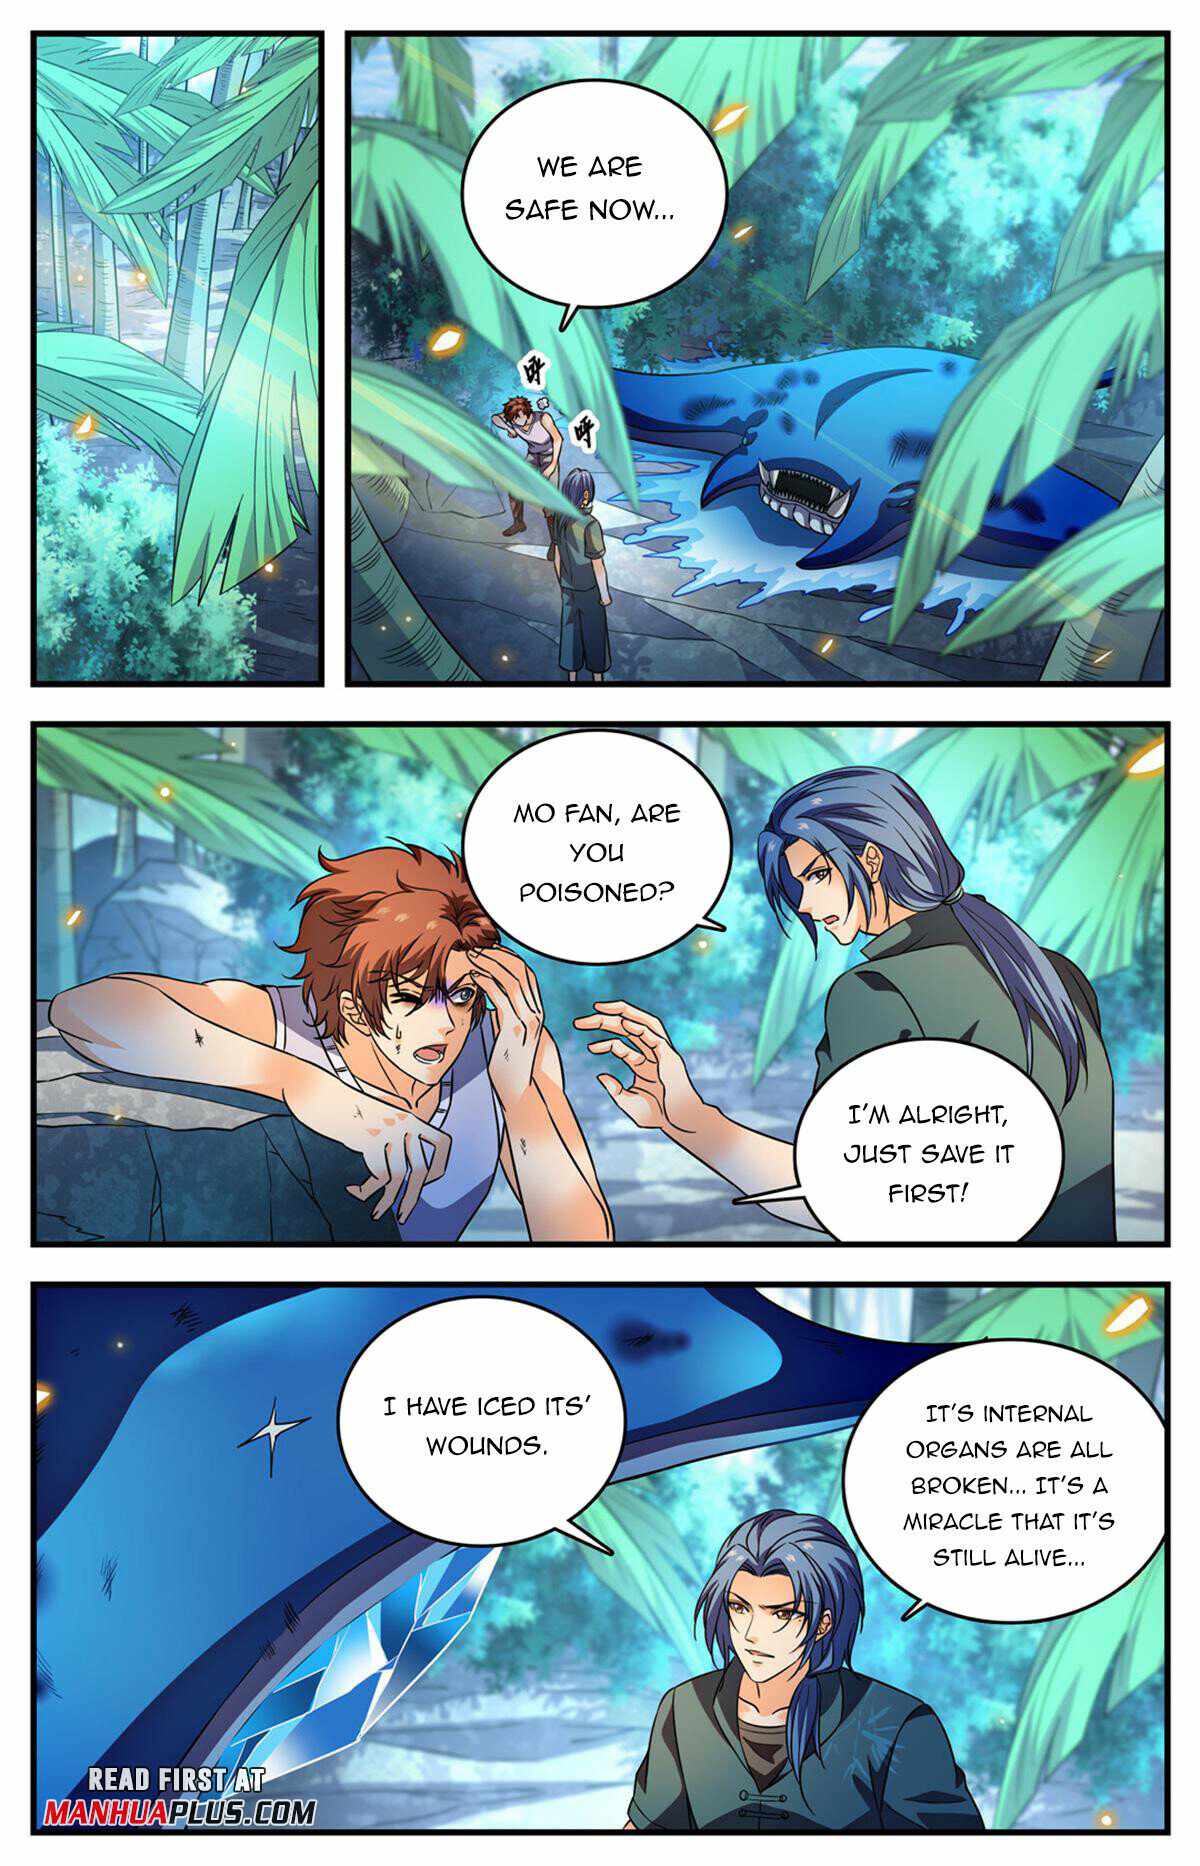 WE ARE
SAFE NOW...
呼
呼
MO FAN, ARE
YOU
POISONED?
I'M ALRIGHT,
JUST SAVE IT
FIRST!
I HAVE ICED ITS'
WOUNDS.
IT'S INTERNAL
ORGANS ARE ALL
BROKEN... IT'S A
MIRACLE THAT IT'S
STILL ALIVE...
READ FIRST AT
MANHUAPLUS.COM